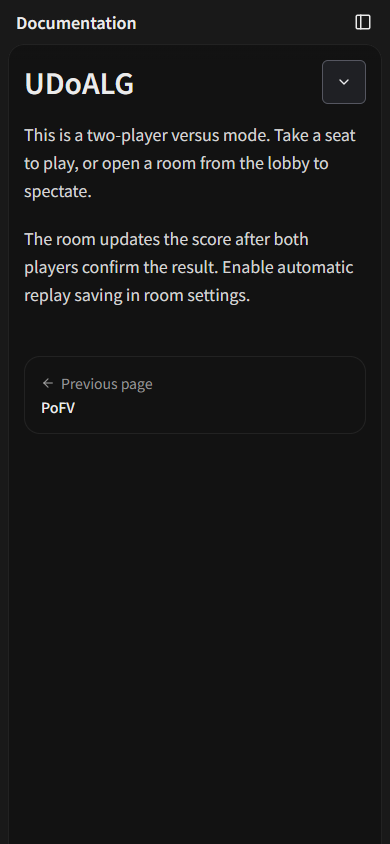 Documentation
UDoALG
This is a two-player versus mode. Take a seat
to play, or open a room from the lobby to
spectate.
The room updates the score after both
players confirm the result. Enable automatic
replay saving in room settings.
Previous page
PoFV